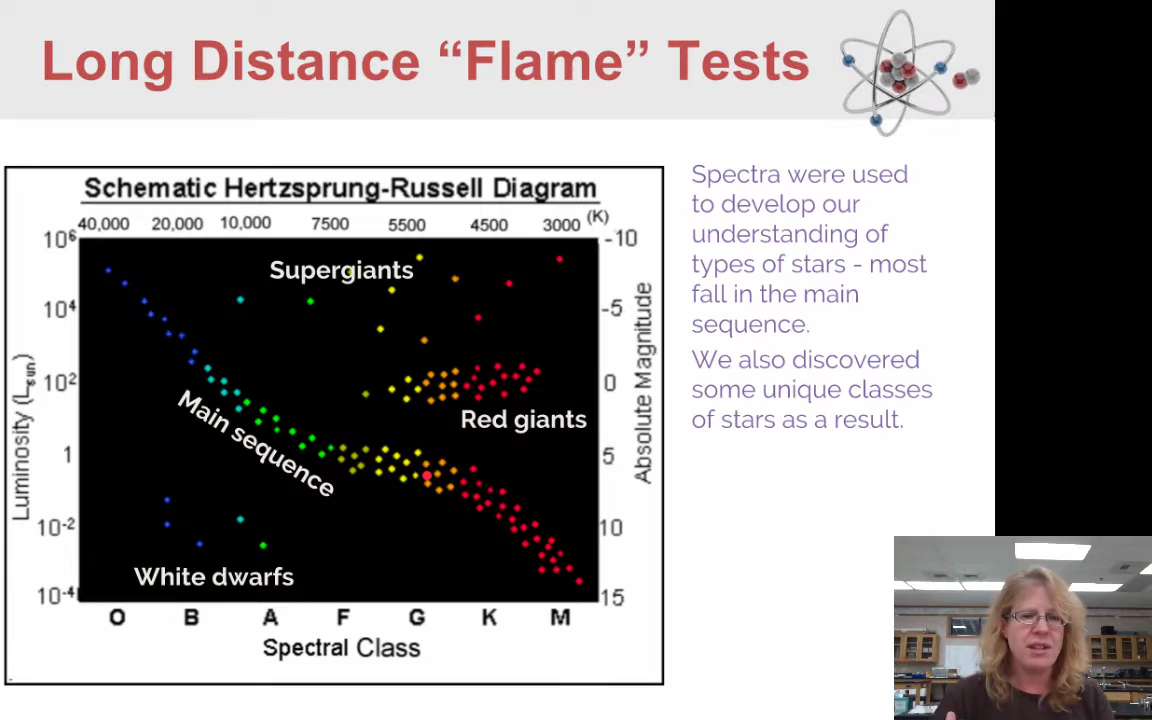 Long Distance “Flame” Tests
Schematic Hertzsprung-Russell Diagram
40,000 20,000 10,000 7500 5500 4500 3000 (K)
10⁶
10⁴
10²
1
10⁻²
10⁻⁴
Luminosity (Lsun)
Supergiants
Main sequence
Red giants
White dwarfs
-10
-5
0
5
10
15
Absolute Magnitude
O B A F G K M
Spectral Class
Spectra were used
to develop our
understanding of
types of stars - most
fall in the main
sequence.
We also discovered
some unique classes
of stars as a result.